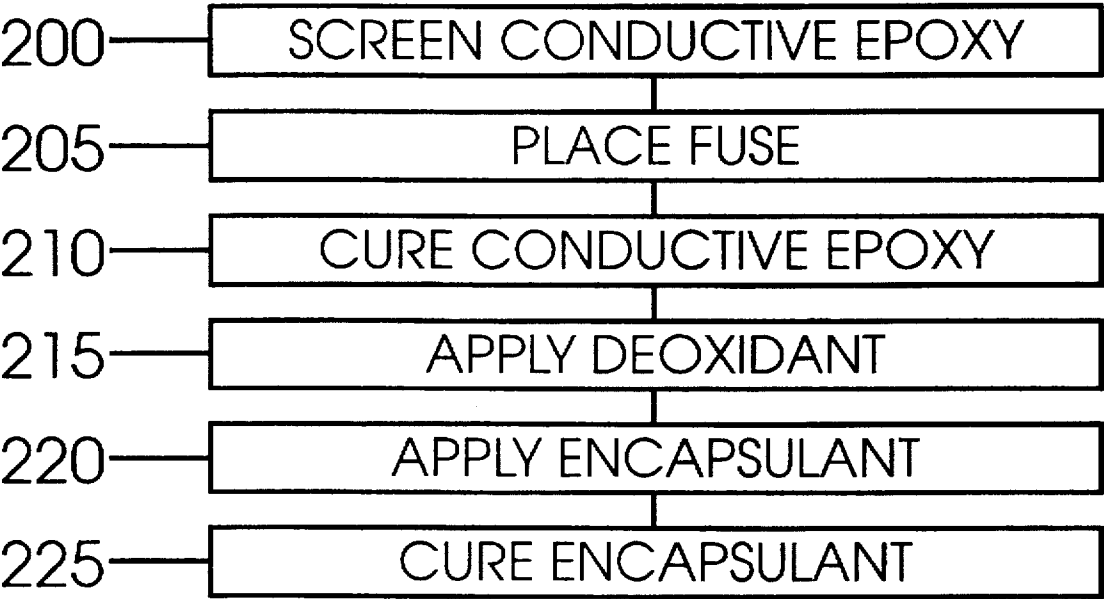 200 SCREEN CONDUCTIVE EPOXY
205 PLACE FUSE
210 CURE CONDUCTIVE EPOXY
215 APPLY DEOXIDANT
220 APPLY ENCAPSULANT
225 CURE ENCAPSULANT